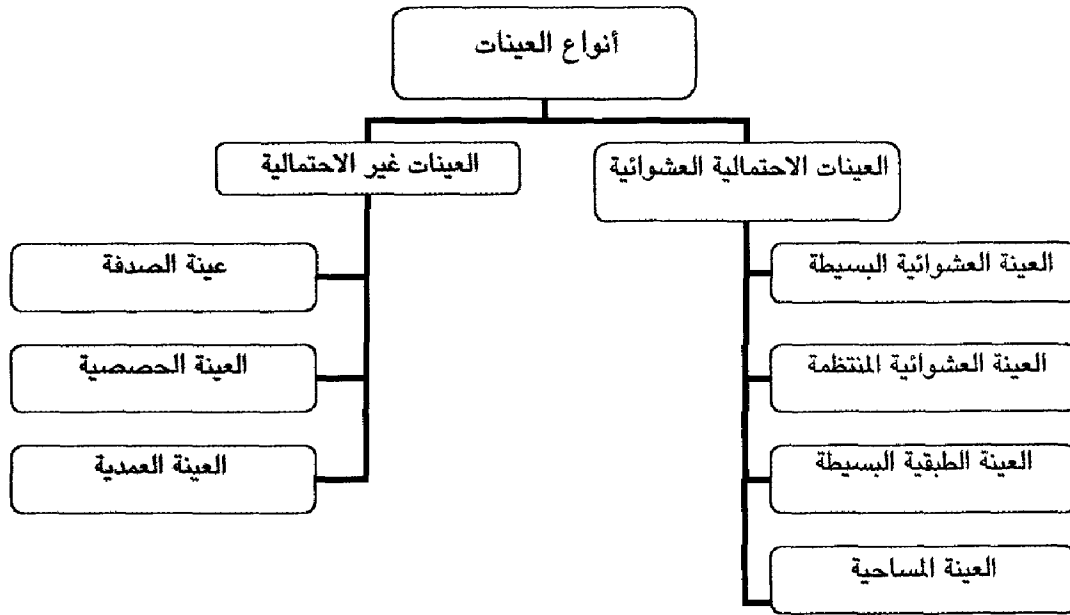 أنواع العينات
العينات الاحتمالية العشوائية
العينات غير الاحتمالية
العينة العشوائية البسيطة
عينة الصدفة
العينة العشوائية المنتظمة
العينة الحصصية
العينة الطبقية البسيطة
العينة العمدية
العينة المساحية